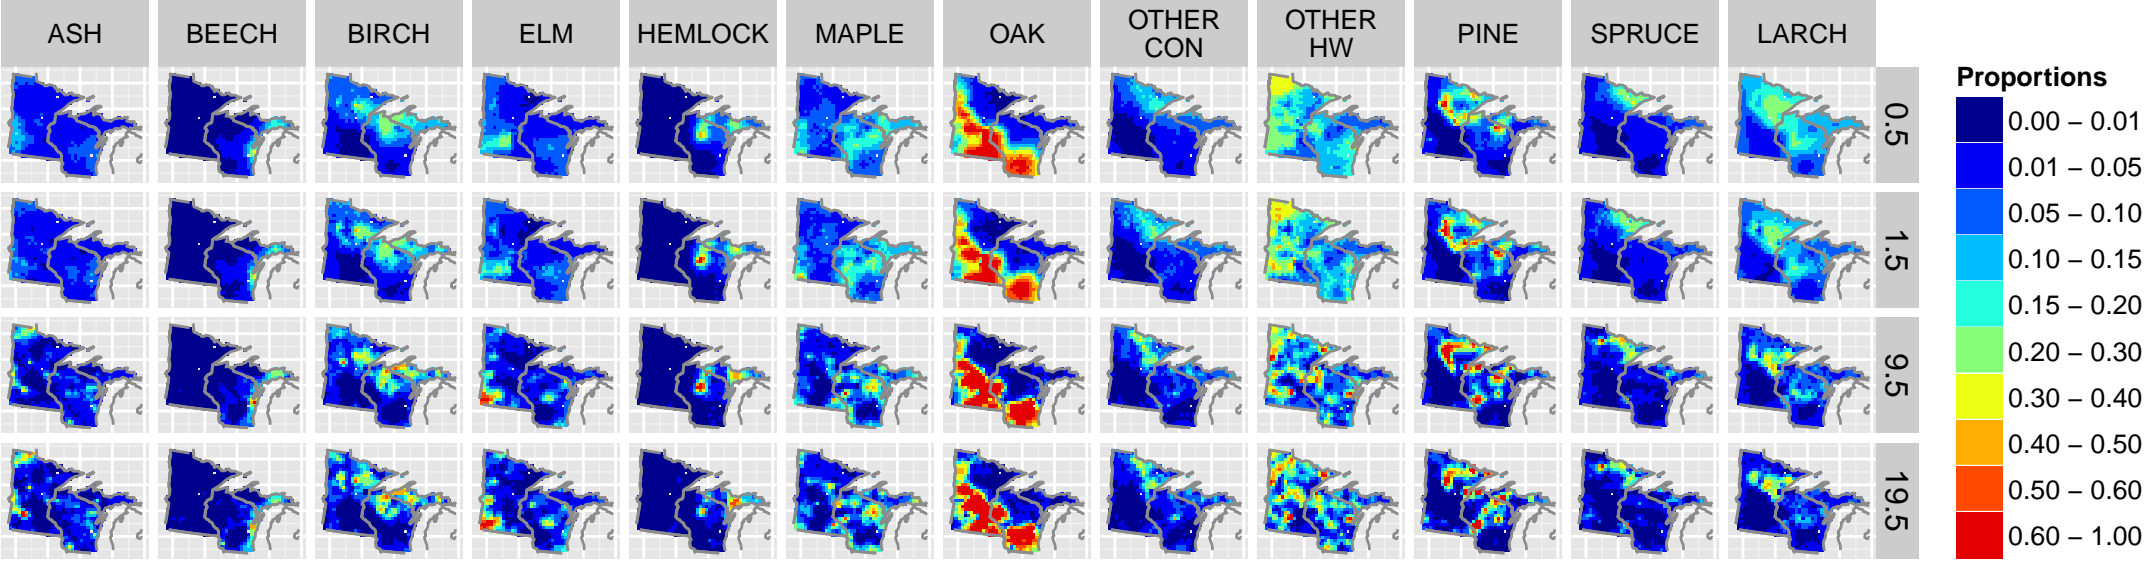 ASH BEECH BIRCH ELM HEMLOCK MAPLE OAK OTHER CON OTHER HW PINE SPRUCE LARCH
0.5
1.5
9.5
19.5
Proportions
0.00 – 0.01
0.01 – 0.05
0.05 – 0.10
0.10 – 0.15
0.15 – 0.20
0.20 – 0.30
0.30 – 0.40
0.40 – 0.50
0.50 – 0.60
0.60 – 1.00